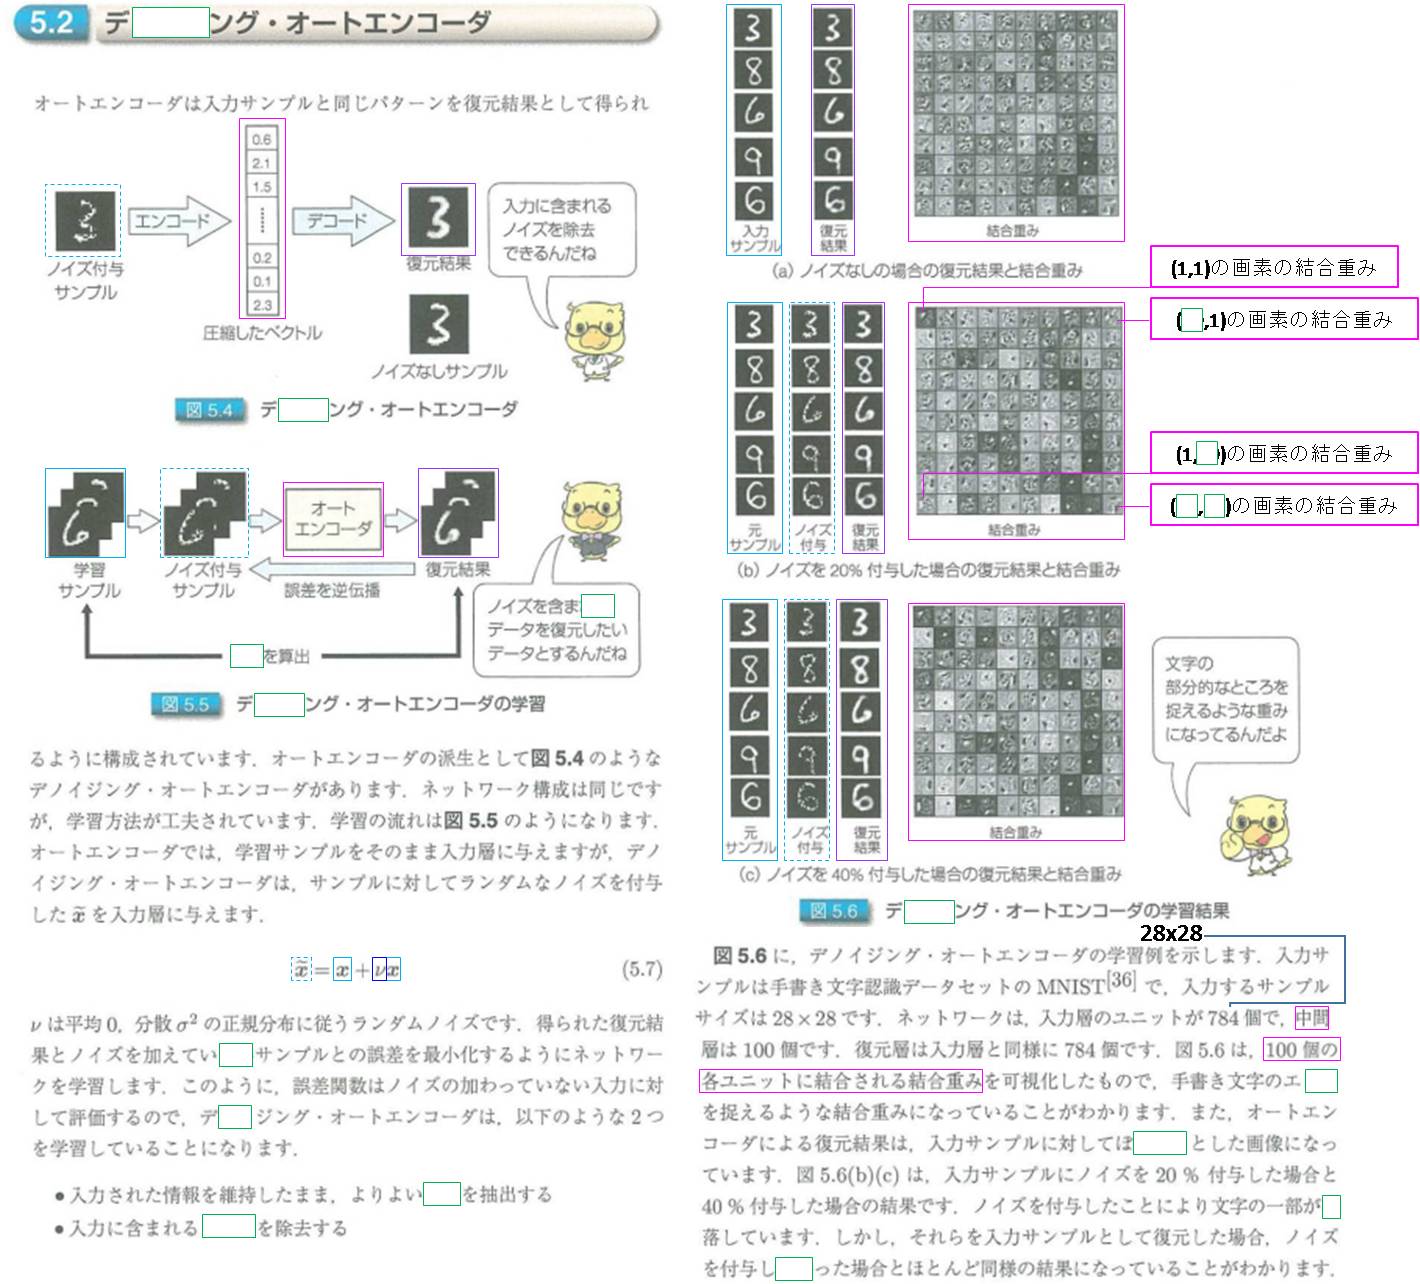 5.2 デ ング・オートエンコーダ
オートエンコーダは入力サンプルと同じパターンを復元結果として得られ
0.6
2.1
1.5
0.2
0.1
2.3
エンコード
デコード
ノイズ付与
サンプル
圧縮したベクトル
復元結果
ノイズなしサンプル
入力に含まれる
ノイズを除去
できるんだね
図 5.4 デ ング・オートエンコーダ
オート
エンコーダ
学習
サンプル
ノイズ付与
サンプル
誤差を逆伝播
復元結果
を算出
ノイズを含ま
データを復元したい
データとするんだね
図 5.5 デ ング・オートエンコーダの学習
るように構成されています．オートエンコーダの派生として図 5.4 のような
デノイジング・オートエンコーダがあります．ネットワーク構成は同じです
が，学習方法が工夫されています．学習の流れは図 5.5 のようになります．
オートエンコーダでは，学習サンプルをそのまま入力層に与えますが，デノ
イジング・オートエンコーダは，サンプルに対してランダムなノイズを付与
した x̃ を入力層に与えます．
x̃ = x + νx (5.7)
ν は平均 0，分散 σ² の正規分布に従うランダムノイズです．得られた復元結
果とノイズを加えてい サンプルとの誤差を最小化するようにネットワー
クを学習します．このように，誤差関数はノイズの加わっていない入力に対
して評価するので，デ ジング・オートエンコーダは，以下のような 2 つ
を学習していることになります．
●入力された情報を維持したまま，よりよい を抽出する
●入力に含まれる を除去する
入力
サンプル
復元
結果
結合重み
(a) ノイズなしの場合の復元結果と結合重み
(1,1)の画素の結合重み
( ,1)の画素の結合重み
(1, )の画素の結合重み
( , )の画素の結合重み
元
サンプル
ノイズ
付与
復元
結果
結合重み
(b) ノイズを 20% 付与した場合の復元結果と結合重み
元
サンプル
ノイズ
付与
復元
結果
結合重み
(c) ノイズを 40% 付与した場合の復元結果と結合重み
文字の
部分的なところを
捉えるような重み
になってるんだよ
図 5.6 デ ング・オートエンコーダの学習結果
28x28
図 5.6 に，デノイジング・オートエンコーダの学習例を示します．入力サ
ンプルは手書き文字認識データセットの MNIST[36] で，入力するサンプル
サイズは 28×28 です．ネットワークは，入力層のユニットが 784 個で，中間
層は 100 個です．復元層は入力層と同様に 784 個です．図 5.6 は，100 個の
各ユニットに結合される結合重みを可視化したもので，手書き文字のエ
を捉えるような結合重みになっていることがわかります．また，オートエン
コーダによる復元結果は，入力サンプルに対してぼ とした画像になっ
ています．図 5.6(b)(c) は，入力サンプルにノイズを 20 % 付与した場合と
40 % 付与した場合の結果です．ノイズを付与したことにより文字の一部が
落しています．しかし，それらを入力サンプルとして復元した場合，ノイズ
を付与し った場合とほとんど同様の結果になっていることがわかります．